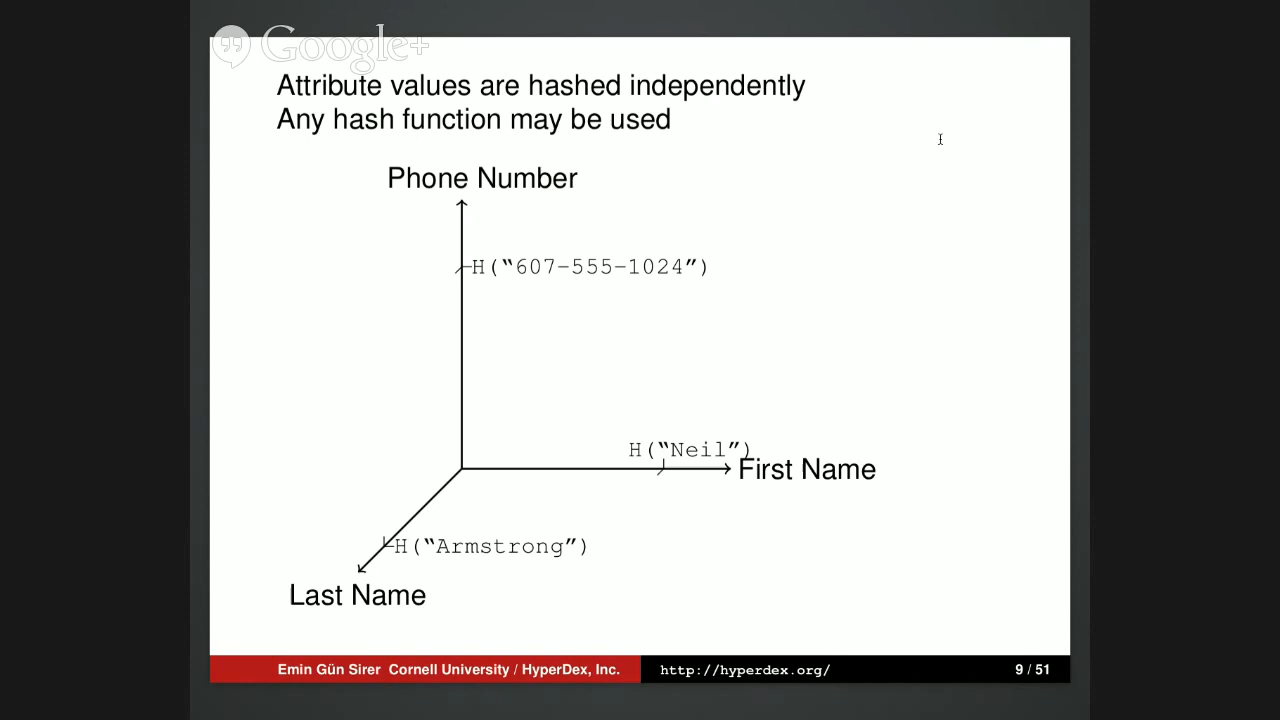 Google+
Attribute values are hashed independently
Any hash function may be used
Phone Number
H(“607-555-1024”)
H(“Neil”)
First Name
H(“Armstrong”)
Last Name
Emin Gün Sirer Cornell University / HyperDex, Inc. http://hyperdex.org/ 9 / 51